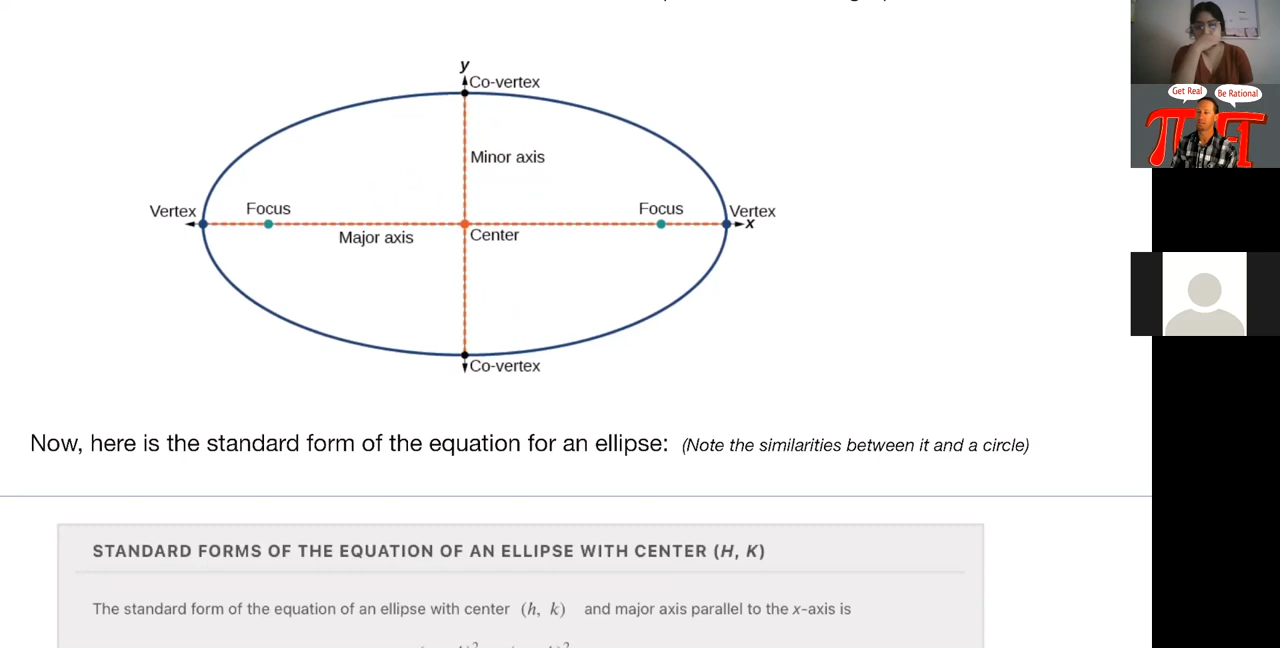 Get Real
Be Rational
y
Co-vertex
Minor axis
Vertex
Focus
Focus
Vertex
x
Major axis
Center
Co-vertex
Now, here is the standard form of the equation for an ellipse: (Note the similarities between it and a circle)
STANDARD FORMS OF THE EQUATION OF AN ELLIPSE WITH CENTER (H, K)
The standard form of the equation of an ellipse with center (h, k) and major axis parallel to the x-axis is